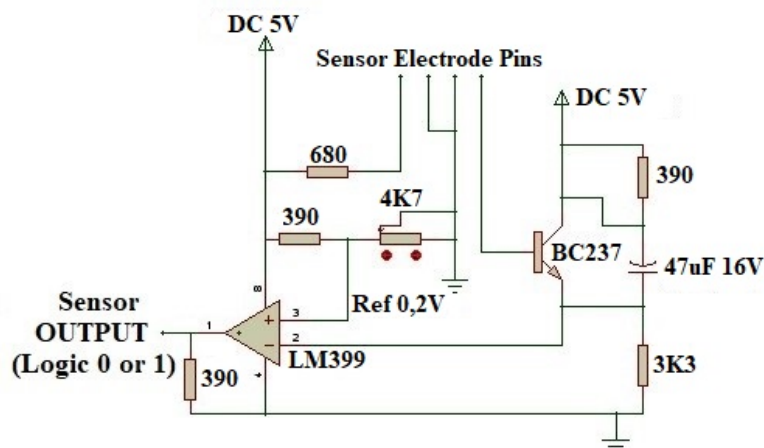 DC 5V
Sensor Electrode Pins
DC 5V
680
390
4K7
390
BC237
47uF 16V
Sensor
OUTPUT
(Logic 0 or 1)
8
1
3
2
4
Ref 0,2V
LM399
390
3K3